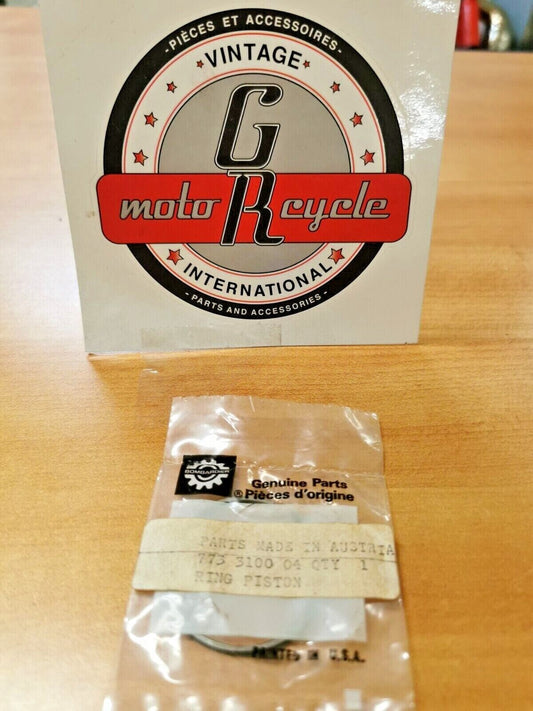 - PIÈCES ET ACCESSOIRES -
VINTAGE
GR
moto cycle
INTERNATIONAL
- PARTS AND ACCESSORIES -
BOMBARDIER
®
Genuine Parts
Pièces d'origine
PARTS MADE IN AUSTRIA
773 3100 04 QTY 1
RING PISTON
PRINTED IN U.S.A.